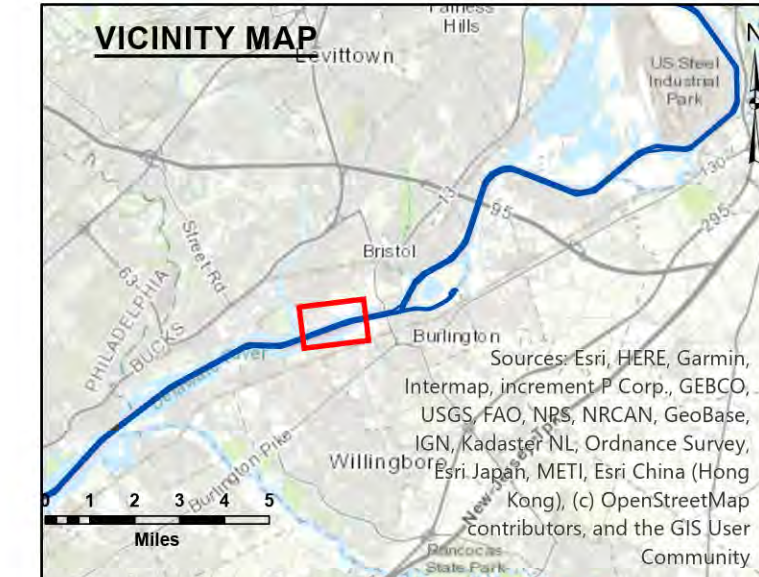 VICINITY MAP
Fairless
Hills
Levittown
N
US Steel
Industrial
Park
130
13
95
295
Street Rd
Bristol
63
PHILADELPHIA
BUCKS
Delaware River
Burlington
Burlington-Pike
Willingboro
New Jersey Tpke
Rancocas
State Park
Sources: Esri, HERE, Garmin,
Intermap, increment P Corp., GEBCO,
USGS, FAO, NPS, NRCAN, GeoBase,
IGN, Kadaster NL, Ordnance Survey,
Esri Japan, METI, Esri China (Hong
Kong), (c) OpenStreetMap
contributors, and the GIS User
Community
0 1 2 3 4 5
Miles